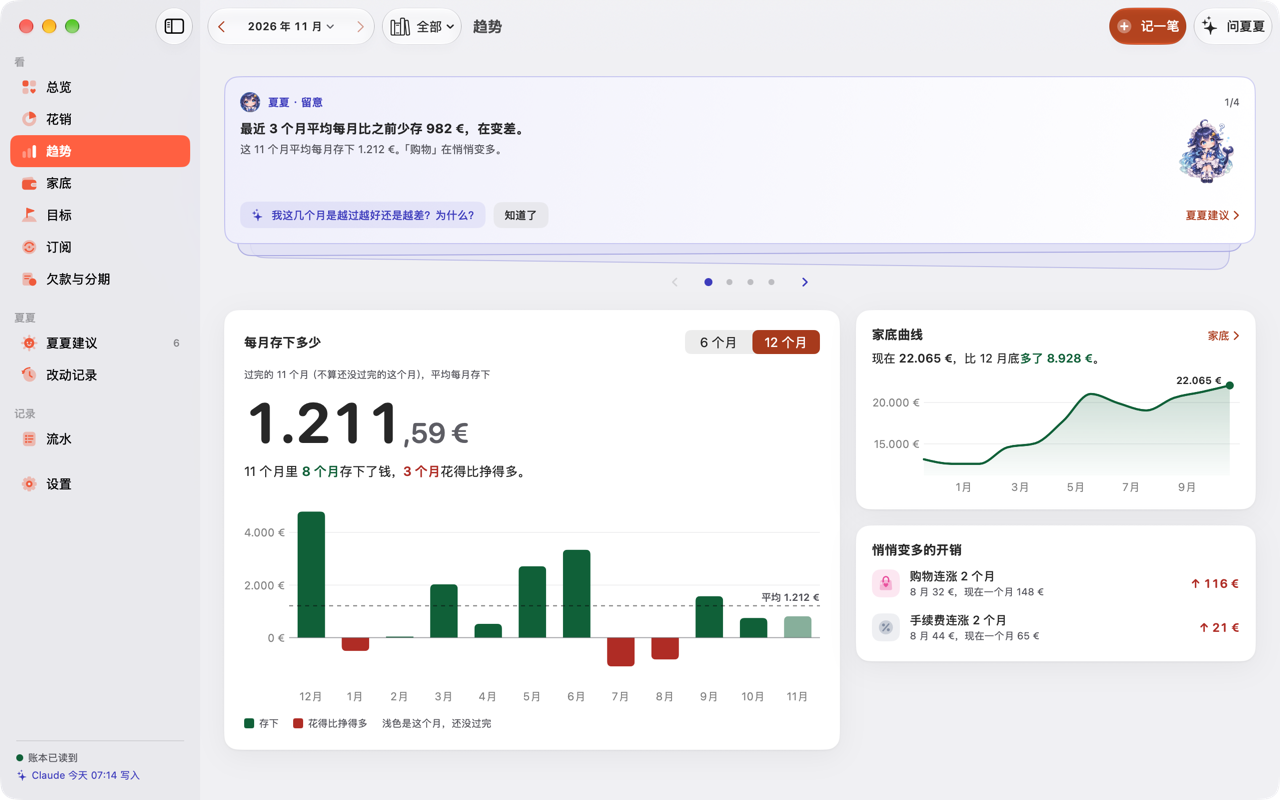 2026 年 11 月
全部
趋势
记一笔
问夏夏
看
总览
花销
趋势
家底
目标
订阅
欠款与分期
夏夏
夏夏建议
6
改动记录
记录
流水
设置
账本已读到
Claude 今天 07:14 写入
夏夏 · 留意
1/4
最近 3 个月平均每月比之前少存 982 €，在变差。
这 11 个月平均每月存下 1.212 €。「购物」在悄悄变多。
我这几个月是越过越好还是越差？为什么？
知道了
夏夏建议
每月存下多少
6 个月
12 个月
过完的 11 个月（不算还没过完的这个月），平均每月存下
1.211,59 €
11 个月里 8 个月存下了钱，3 个月花得比挣得多。
4.000 €
2.000 €
平均 1.212 €
0 €
12月 1月 2月 3月 4月 5月 6月 7月 8月 9月 10月 11月
存下 花得比挣得多 浅色是这个月，还没过完
家底曲线
家底
现在 22.065 €，比 12 月底多了 8.928 €。
22.065 €
20.000 €
15.000 €
1月 3月 5月 7月 9月
悄悄变多的开销
购物连涨 2 个月
8 月 32 €，现在一个月 148 €
↑ 116 €
手续费连涨 2 个月
8 月 44 €，现在一个月 65 €
↑ 21 €